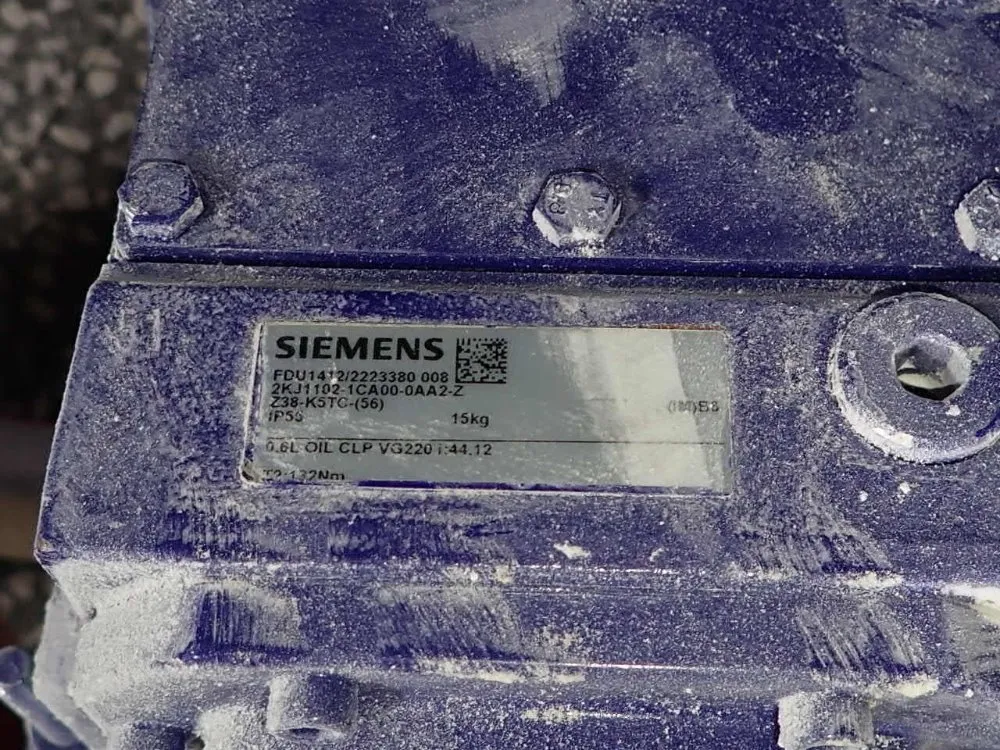 SIEMENS
FDU1412/2223380 008
2KJ1102-1CA00-0AA2-Z
Z38-K5TC-(56)
IP55 15kg (IM)B3
0.6L OIL CLP VG220 i:44.12
T2-132Nm